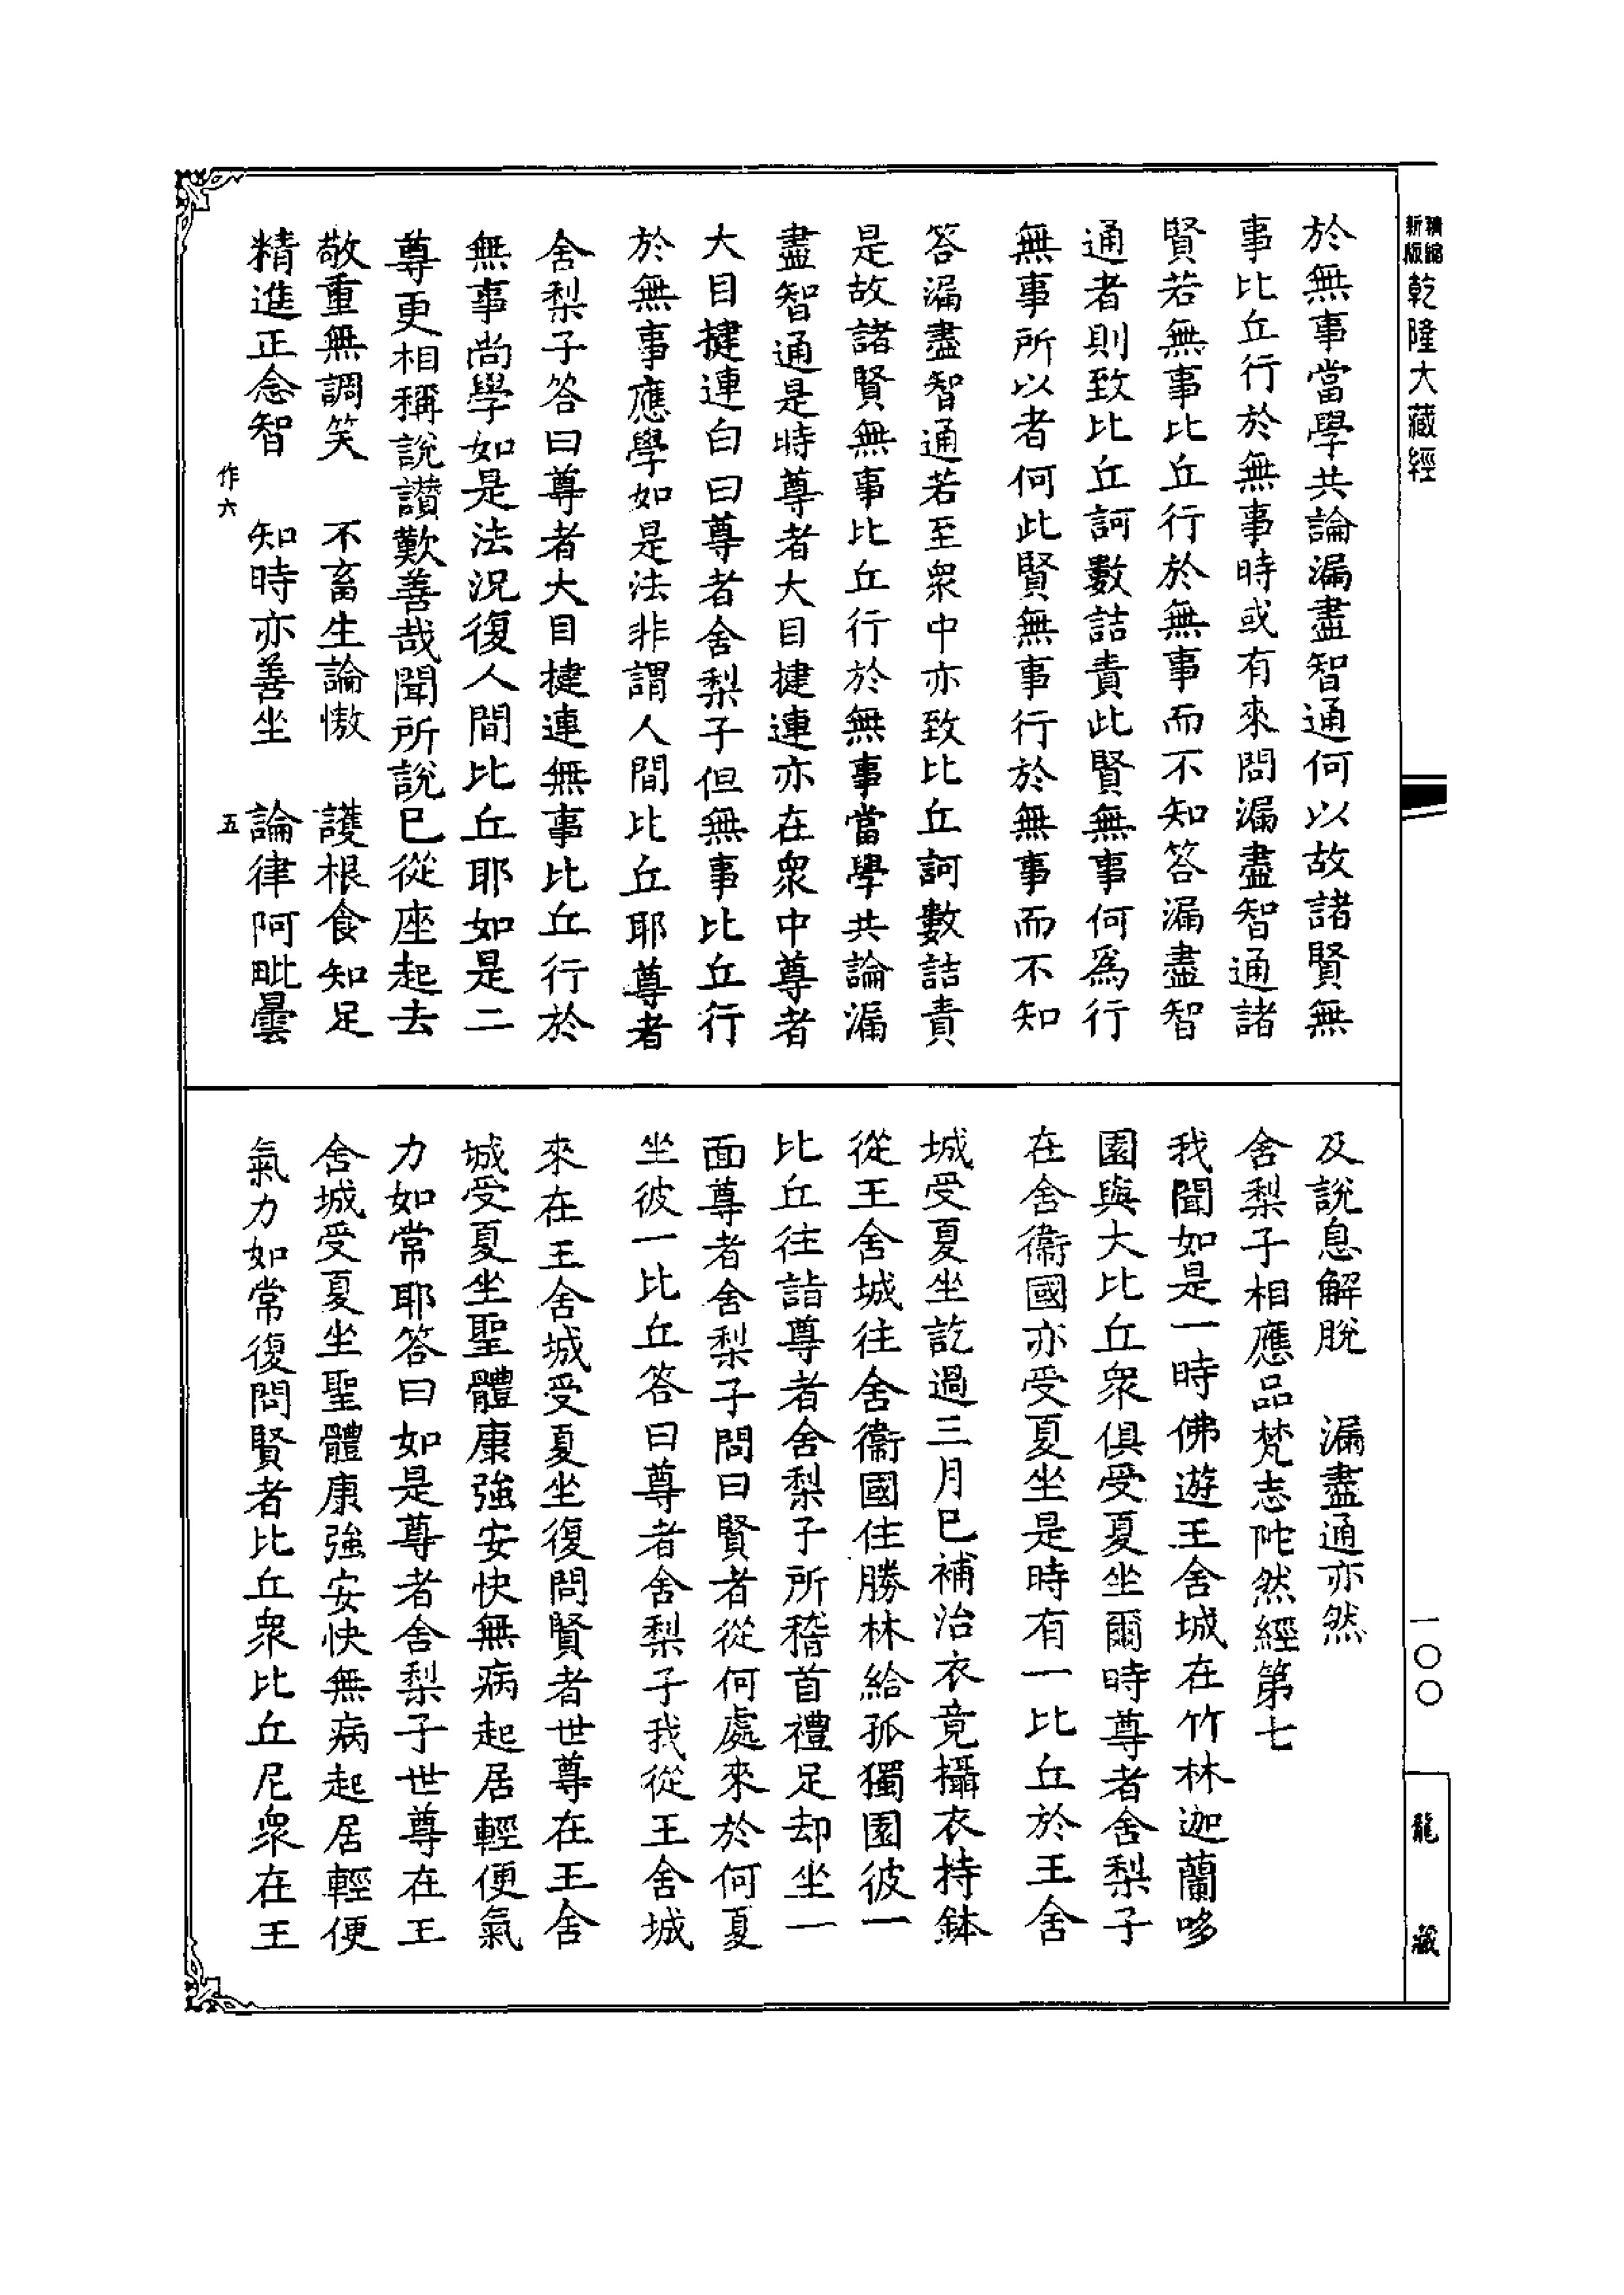 精縮
新版
乾隆大藏經
於無事當學共論漏盡智通何以故諸賢無
事比丘行於無事時或有來問漏盡智通諸
賢若無事比丘行於無事而不知答漏盡智
通者則致比丘訶數詰責此賢無事何爲行
無事所以者何此賢無事行於無事而不知
答漏盡智通若至眾中亦致比丘訶數詰責
是故諸賢無事比丘行於無事當學共論漏
盡智通是時尊者大目揵連亦在眾中尊者
大目揵連白曰尊者舍梨子但無事比丘行
於無事應學如是法非謂人間比丘耶尊者
舍梨子答曰尊者大目揵連無事比丘行於
無事尚學如是法況復人間比丘耶如是二
尊更相稱說讃歎善哉聞所說已從座起去
敬重無調笑　不畜生論慠　護根食知足
精進正念智　知時亦善坐　論律阿毗曇
作六　五
及說息解脫　漏盡通亦然
舍梨子相應品梵志陀然經第七
我聞如是一時佛遊王舍城在竹林迦蘭哆
園與大比丘眾俱受夏坐爾時尊者舍梨子
在舍衞國亦受夏坐是時有一比丘於王舍
城受夏坐訖過三月已補治衣竟攝衣持鉢
從王舍城往舍衞國住勝林給孤獨園彼一
比丘往詣尊者舍梨子所稽首禮足却坐一
面尊者舍梨子問曰賢者從何處來於何夏
坐彼一比丘答曰尊者舍梨子我從王舍城
來在王舍城受夏坐復問賢者世尊在王舍
城受夏坐聖體康強安快無病起居輕便氣
力如常耶答曰如是尊者舍梨子世尊在王
舍城受夏坐聖體康強安快無病起居輕便
氣力如常復問賢者比丘眾比丘尼眾在王
一〇〇
龍藏